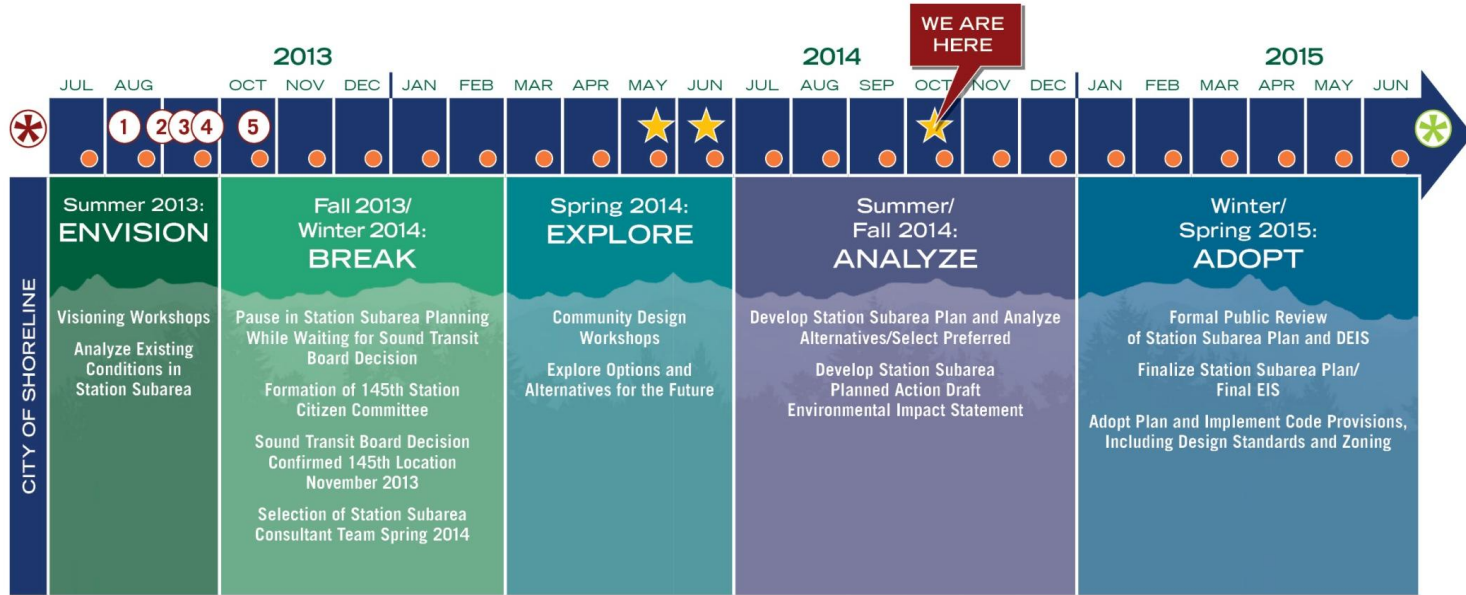 WE ARE
HERE
2013
2014
2015
JUL AUG OCT NOV DEC JAN FEB MAR APR MAY JUN JUL AUG SEP OCT NOV DEC JAN FEB MAR APR MAY JUN
* 1 2 3 4 5 *
CITY OF SHORELINE
Summer 2013:
ENVISION
Visioning Workshops
Analyze Existing
Conditions in
Station Subarea
Fall 2013/
Winter 2014:
BREAK
Pause in Station Subarea Planning
While Waiting for Sound Transit
Board Decision
Formation of 145th Station
Citizen Committee
Sound Transit Board Decision
Confirmed 145th Location
November 2013
Selection of Station Subarea
Consultant Team Spring 2014
Spring 2014:
EXPLORE
Community Design
Workshops
Explore Options and
Alternatives for the Future
Summer/
Fall 2014:
ANALYZE
Develop Station Subarea Plan and Analyze
Alternatives/Select Preferred
Develop Station Subarea
Planned Action Draft
Environmental Impact Statement
Winter/
Spring 2015:
ADOPT
Formal Public Review
of Station Subarea Plan and DEIS
Finalize Station Subarea Plan/
Final EIS
Adopt Plan and Implement Code Provisions,
Including Design Standards and Zoning